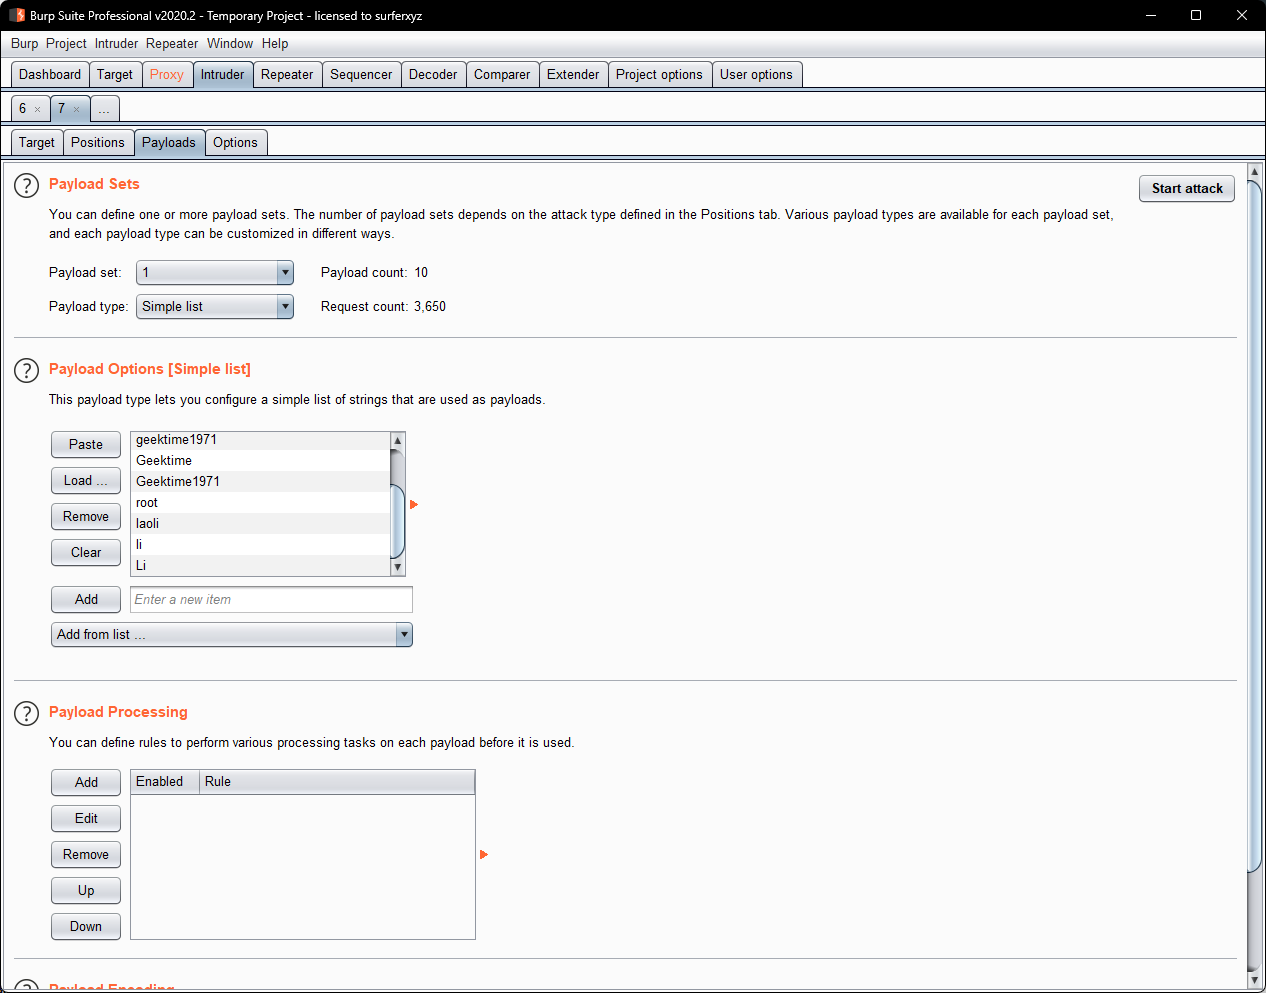 Burp Suite Professional v2020.2 - Temporary Project - licensed to surferxyz
Burp Project Intruder Repeater Window Help
Dashboard Target Proxy Intruder Repeater Sequencer Decoder Comparer Extender Project options User options
6 × 7 × ...
Target Positions Payloads Options
? Payload Sets
Start attack
You can define one or more payload sets. The number of payload sets depends on the attack type defined in the Positions tab. Various payload types are available for each payload set,
and each payload type can be customized in different ways.
Payload set: 1 Payload count: 10
Payload type: Simple list Request count: 3,650
? Payload Options [Simple list]
This payload type lets you configure a simple list of strings that are used as payloads.
Paste
Load ...
Remove
Clear
geektime1971
Geektime
Geektime1971
root
laoli
li
Li
Add Enter a new item
Add from list ...
? Payload Processing
You can define rules to perform various processing tasks on each payload before it is used.
Add
Edit
Remove
Up
Down
Enabled Rule
? Payload Encoding